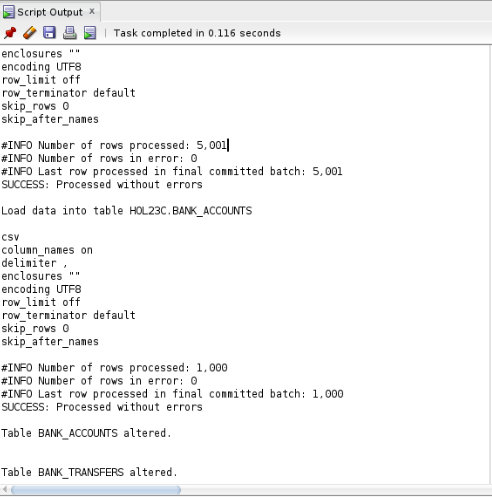 Script Output x
Task completed in 0.116 seconds
enclosures ""
encoding UTF8
row_limit off
row_terminator default
skip_rows 0
skip_after_names
#INFO Number of rows processed: 5,001
#INFO Number of rows in error: 0
#INFO Last row processed in final committed batch: 5,001
SUCCESS: Processed without errors
Load data into table HOL23C.BANK_ACCOUNTS
csv
column_names on
delimiter ,
enclosures ""
encoding UTF8
row_limit off
row_terminator default
skip_rows 0
skip_after_names
#INFO Number of rows processed: 1,000
#INFO Number of rows in error: 0
#INFO Last row processed in final committed batch: 1,000
SUCCESS: Processed without errors
Table BANK_ACCOUNTS altered.
Table BANK_TRANSFERS altered.